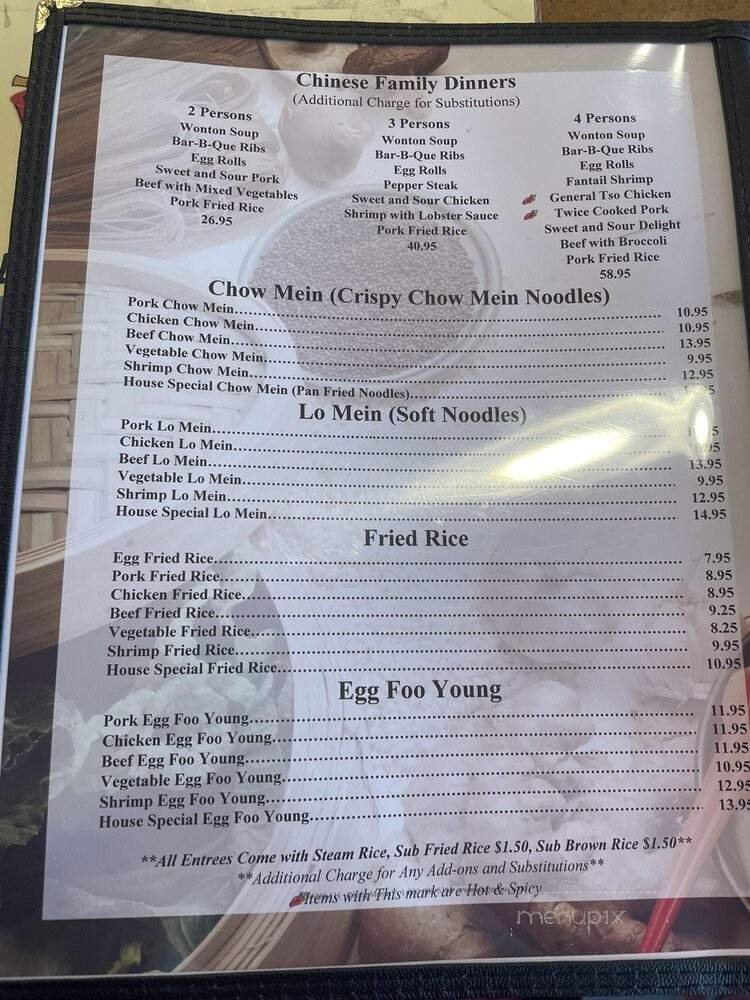 Chinese Family Dinners
(Additional Charge for Substitutions)
2 Persons
Wonton Soup
Bar-B-Que Ribs
Egg Rolls
Sweet and Sour Pork
Beef with Mixed Vegetables
Pork Fried Rice
26.95
3 Persons
Wonton Soup
Bar-B-Que Ribs
Egg Rolls
Pepper Steak
Sweet and Sour Chicken
Shrimp with Lobster Sauce
Pork Fried Rice
40.95
4 Persons
Wonton Soup
Bar-B-Que Ribs
Egg Rolls
Fantail Shrimp
General Tso Chicken
Twice Cooked Pork
Sweet and Sour Delight
Beef with Broccoli
Pork Fried Rice
58.95
Chow Mein (Crispy Chow Mein Noodles)
Pork Chow Mein 10.95
Chicken Chow Mein 10.95
Beef Chow Mein 13.95
Vegetable Chow Mein 9.95
Shrimp Chow Mein 12.95
House Special Chow Mein (Pan Fried Noodles)
Lo Mein (Soft Noodles)
Pork Lo Mein
Chicken Lo Mein
Beef Lo Mein 13.95
Vegetable Lo Mein 9.95
Shrimp Lo Mein 12.95
House Special Lo Mein 14.95
Fried Rice
Egg Fried Rice 7.95
Pork Fried Rice 8.95
Chicken Fried Rice 8.95
Beef Fried Rice 9.25
Vegetable Fried Rice 8.25
Shrimp Fried Rice 9.95
House Special Fried Rice 10.95
Egg Foo Young
Pork Egg Foo Young 11.95
Chicken Egg Foo Young 11.95
Beef Egg Foo Young 11.95
Vegetable Egg Foo Young 10.95
Shrimp Egg Foo Young 12.95
House Special Egg Foo Young 13.95
**All Entrees Come with Steam Rice, Sub Fried Rice $1.50, Sub Brown Rice $1.50**
**Additional Charge for Any Add-ons and Substitutions**
Items with This mark are Hot & Spicy
menupix